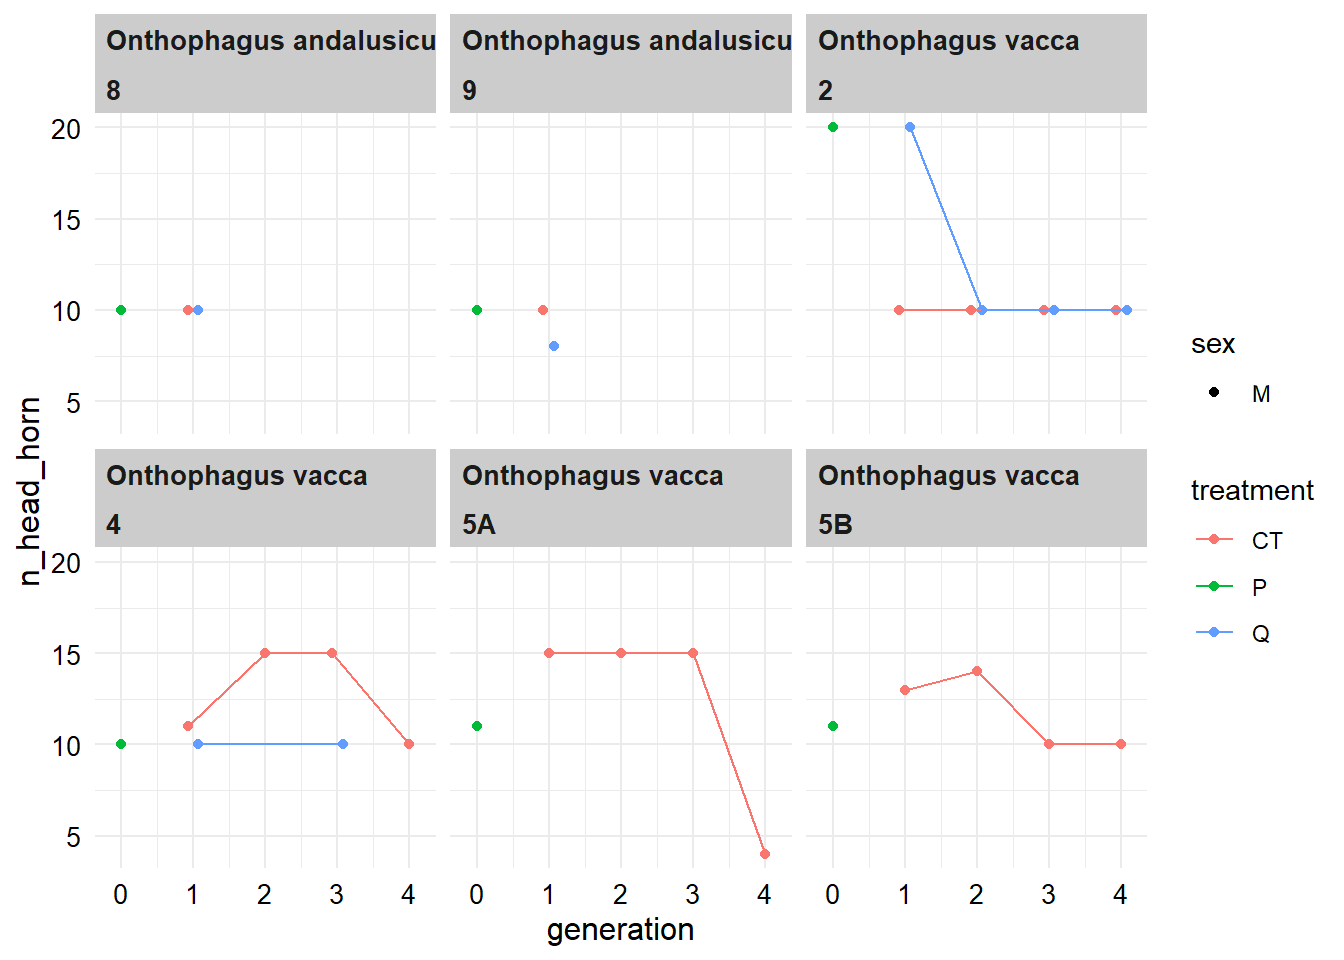 Onthophagus andalusicu Onthophagus andalusicu Onthophagus vacca
8 9 2
20
15
10
5
Onthophagus vacca Onthophagus vacca Onthophagus vacca
4 5A 5B
20
15
10
5
0 1 2 3 4 0 1 2 3 4 0 1 2 3 4
generation
n_head_horn
sex
M
treatment
CT
P
Q